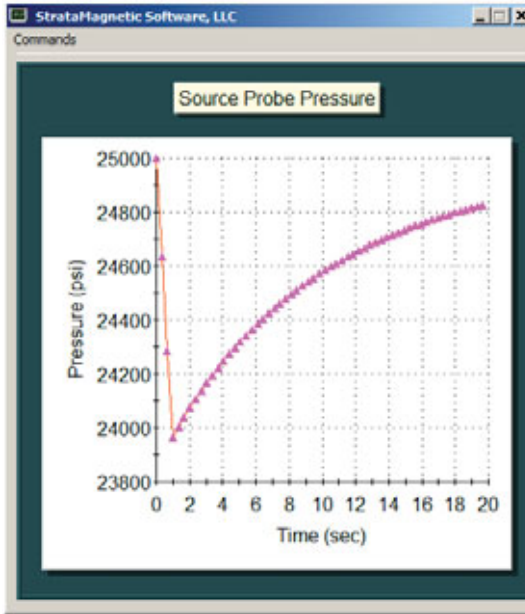 StrataMagnetic Software, LLC
Commands
Source Probe Pressure
25000
24800
24600
24400
24200
24000
23800
Pressure (psi)
0 2 4 6 8 10 12 14 16 18 20
Time (sec)